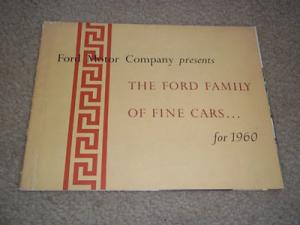 Ford Motor Company presents
THE FORD FAMILY
OF FINE CARS...
for 1960